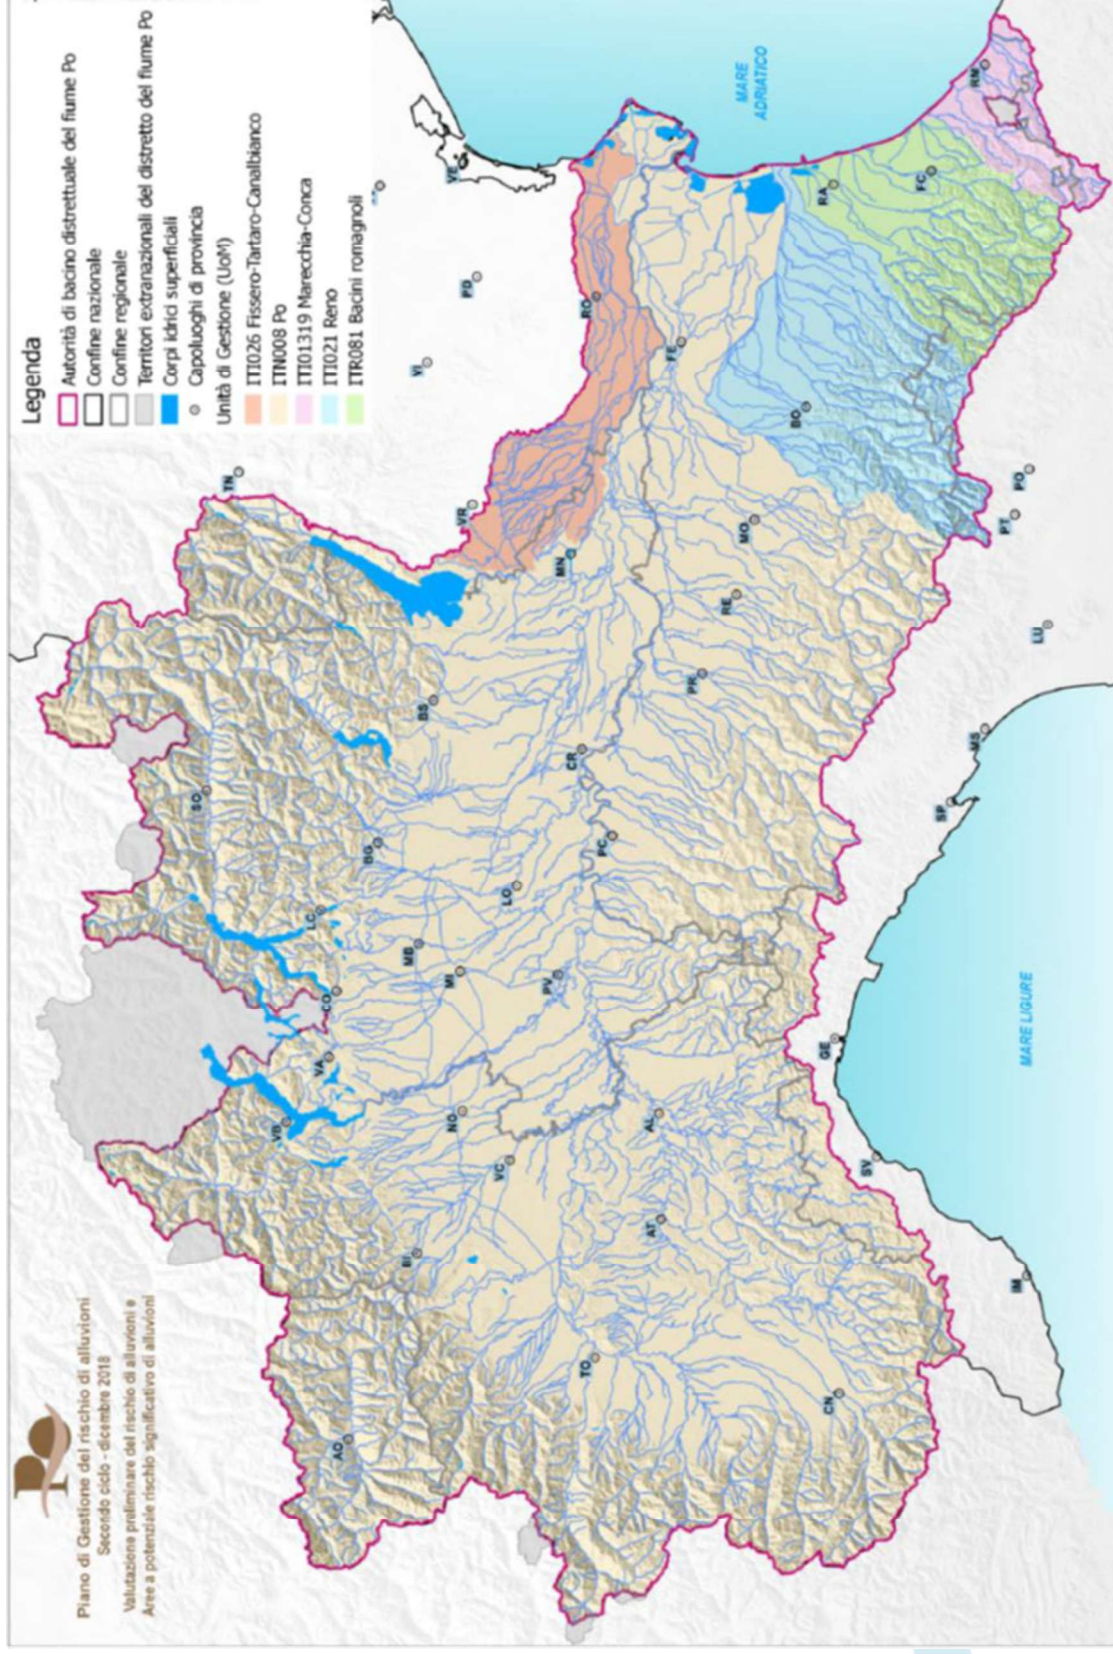 PO
Piano di Gestione del rischio di alluvioni
Secondo ciclo - dicembre 2018
Valutazione preliminare del rischio di alluvioni e
Aree a potenziale rischio significativo di alluvioni
Legenda
Autorità di bacino distrettuale del fiume Po
Confine nazionale
Confine regionale
Territori extranazionali del distretto del fiume Po
Corpi idrici superficiali
Capoluoghi di provincia
Unità di Gestione (UoM)
ITI026 Fissero-Tartaro-Canalbianco
ITN008 Po
ITI01319 Marecchia-Conca
ITI021 Reno
ITR081 Bacini romagnoli
TN
SO
VB
VA
CO
LC
AO
BG
BI
MB
BS
VI
NO
MI
VR
PD
VE
VC
LO
PV
MN
TO
CR
RO
PC
AT
AL
PR
FE
RE
MO
MARE
ADRIATICO
BO
RA
CN
GE
SV
FC
SP
MS
RM
IM
PT
PO
LU
MARE LIGURE